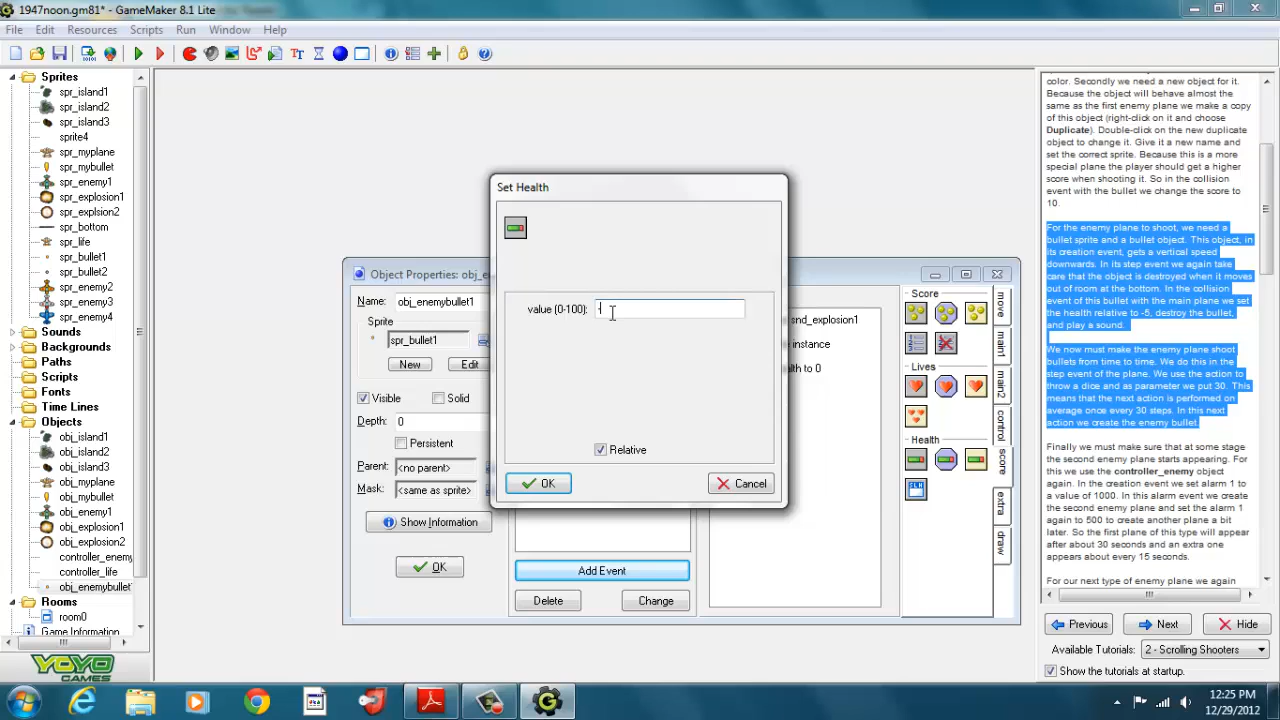 1947noon.gm81* - GameMaker 8.1 Lite
File Edit Resources Scripts Run Window Help
Sprites
spr_island1
spr_island2
spr_island3
sprite4
spr_myplane
spr_mybullet
spr_enemy1
spr_explosion1
spr_explsion2
spr_bottom
spr_life
spr_bullet1
spr_bullet2
spr_enemy2
spr_enemy3
spr_enemy4
Sounds
Backgrounds
Paths
Scripts
Fonts
Time Lines
Objects
obj_island1
obj_island2
obj_island3
obj_myplane
obj_mybullet
obj_enemy1
obj_explosion1
obj_explosion2
controller_enemy
controller_life
obj_enemybullet
Rooms
room0
Game Information
YOYO
GAMES
Set Health
value (0-100): -
Relative
OK
Cancel
Object Properties: obj_e
Name: obj_enemybullet1
Sprite
spr_bullet1
New
Edit
Visible
Solid
Depth: 0
Persistent
Parent: <no parent>
Mask: <same as sprite>
Show Information
OK
Add Event
Delete
Change
snd_explosion1
instance
alth to 0
Score
Lives
Health
move
main1
main2
control
score
extra
draw
color. Secondly we need a new object for it.
Because the object will behave almost the
same as the first enemy plane we make a copy
of this object (right-click on it and choose
Duplicate). Double-click on the new duplicate
object to change it. Give it a new name and
set the correct sprite. Because this is a more
special plane the player should get a higher
score when shooting it. So in the collision
event with the bullet we change the score to
10.
For the enemy plane to shoot, we need a
bullet sprite and a bullet object. This object, in
its creation event, gets a vertical speed
downwards. In its step event we again take
care that the object is destroyed when it moves
out of room at the bottom. In the collision
event of this bullet with the main plane we set
the health relative to -5, destroy the bullet,
and play a sound.
We now must make the enemy plane shoot
bullets from time to time. We do this in the
step event of the plane. We use the action to
throw a dice and as parameter we put 30. This
means that the next action is performed on
average once every 30 steps. In this next
action we create the enemy bullet.
Finally we must make sure that at some stage
the second enemy plane starts appearing. For
this we use the controller_enemy object
again. In the creation event we set alarm 1 to
a value of 1000. In this alarm event we create
the second enemy plane and set the alarm 1
again to 500 to create another plane a bit
later. So the first plane of this type will appear
after about 30 seconds and an extra one
appears about every 15 seconds.
For our next type of enemy plane we again
Previous
Next
Hide
Available Tutorials: 2 - Scrolling Shooters
Show the tutorials at startup.
12:25 PM
12/29/2012